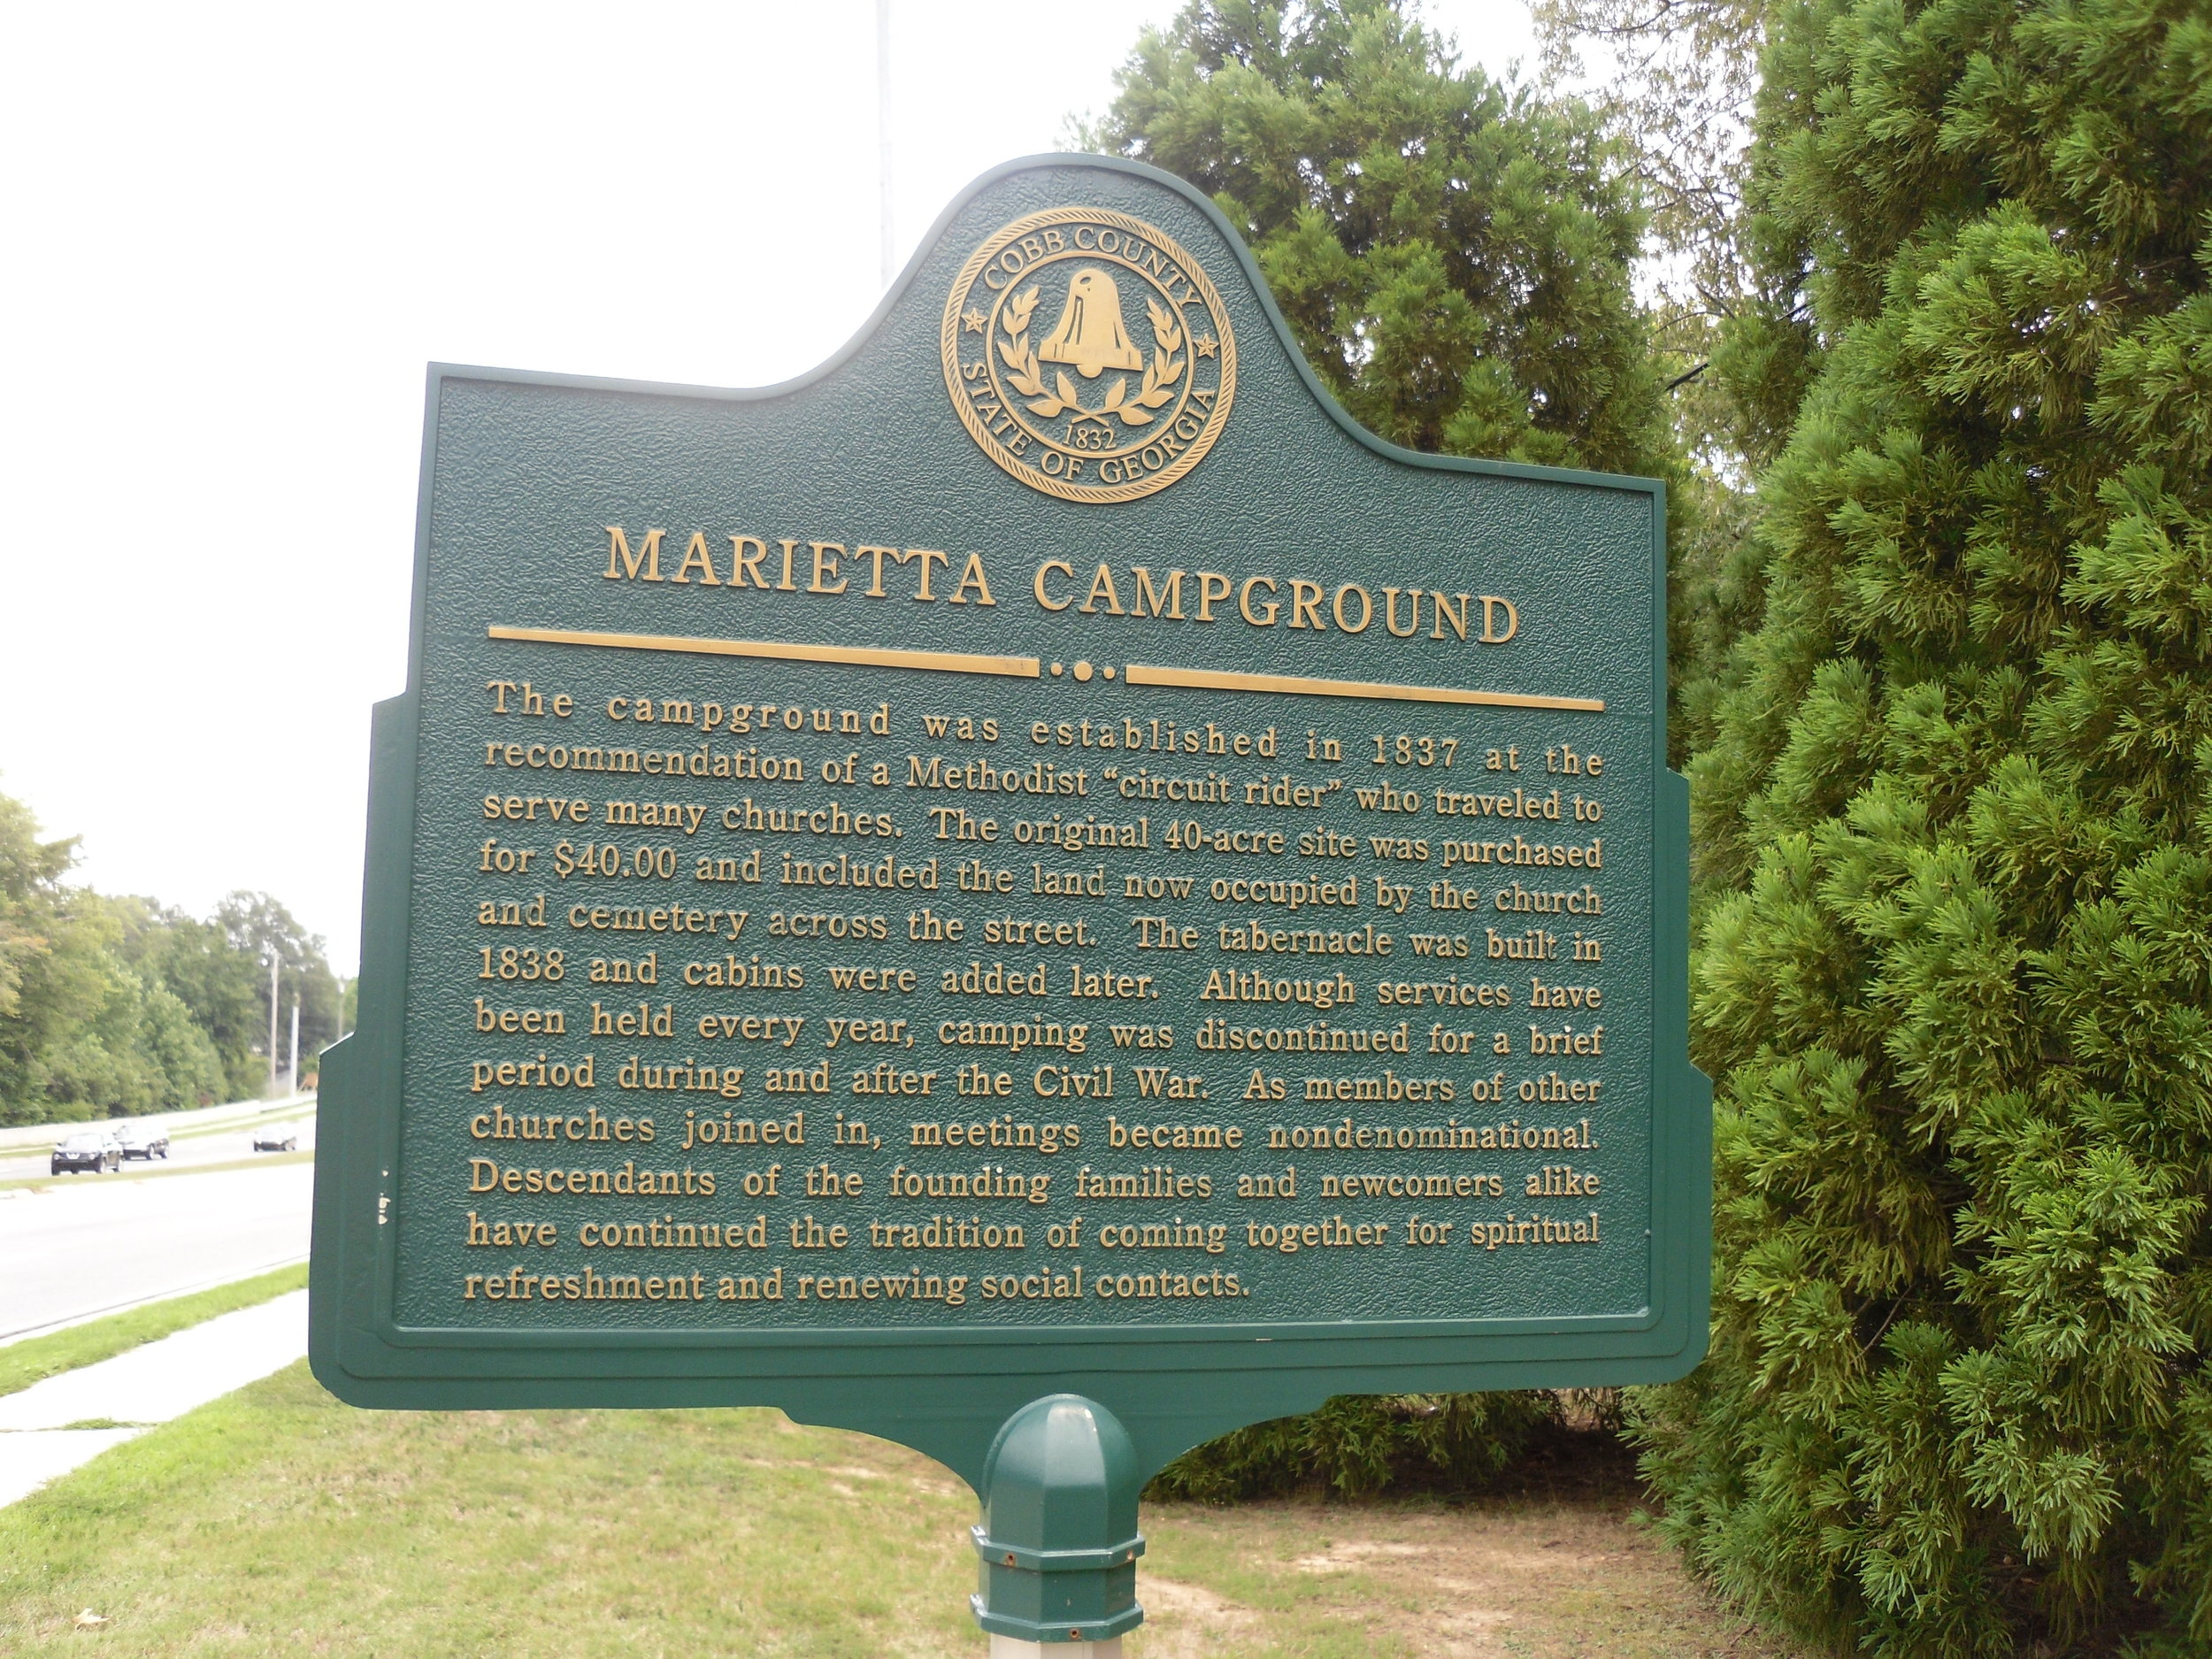 COBB COUNTY
STATE OF GEORGIA
1832
MARIETTA CAMPGROUND
The campground was established in 1837 at the
recommendation of a Methodist “circuit rider” who traveled to
serve many churches. The original 40-acre site was purchased
for $40.00 and included the land now occupied by the church
and cemetery across the street. The tabernacle was built in
1838 and cabins were added later. Although services have
been held every year, camping was discontinued for a brief
period during and after the Civil War. As members of other
churches joined in, meetings became nondenominational.
Descendants of the founding families and newcomers alike
have continued the tradition of coming together for spiritual
refreshment and renewing social contacts.